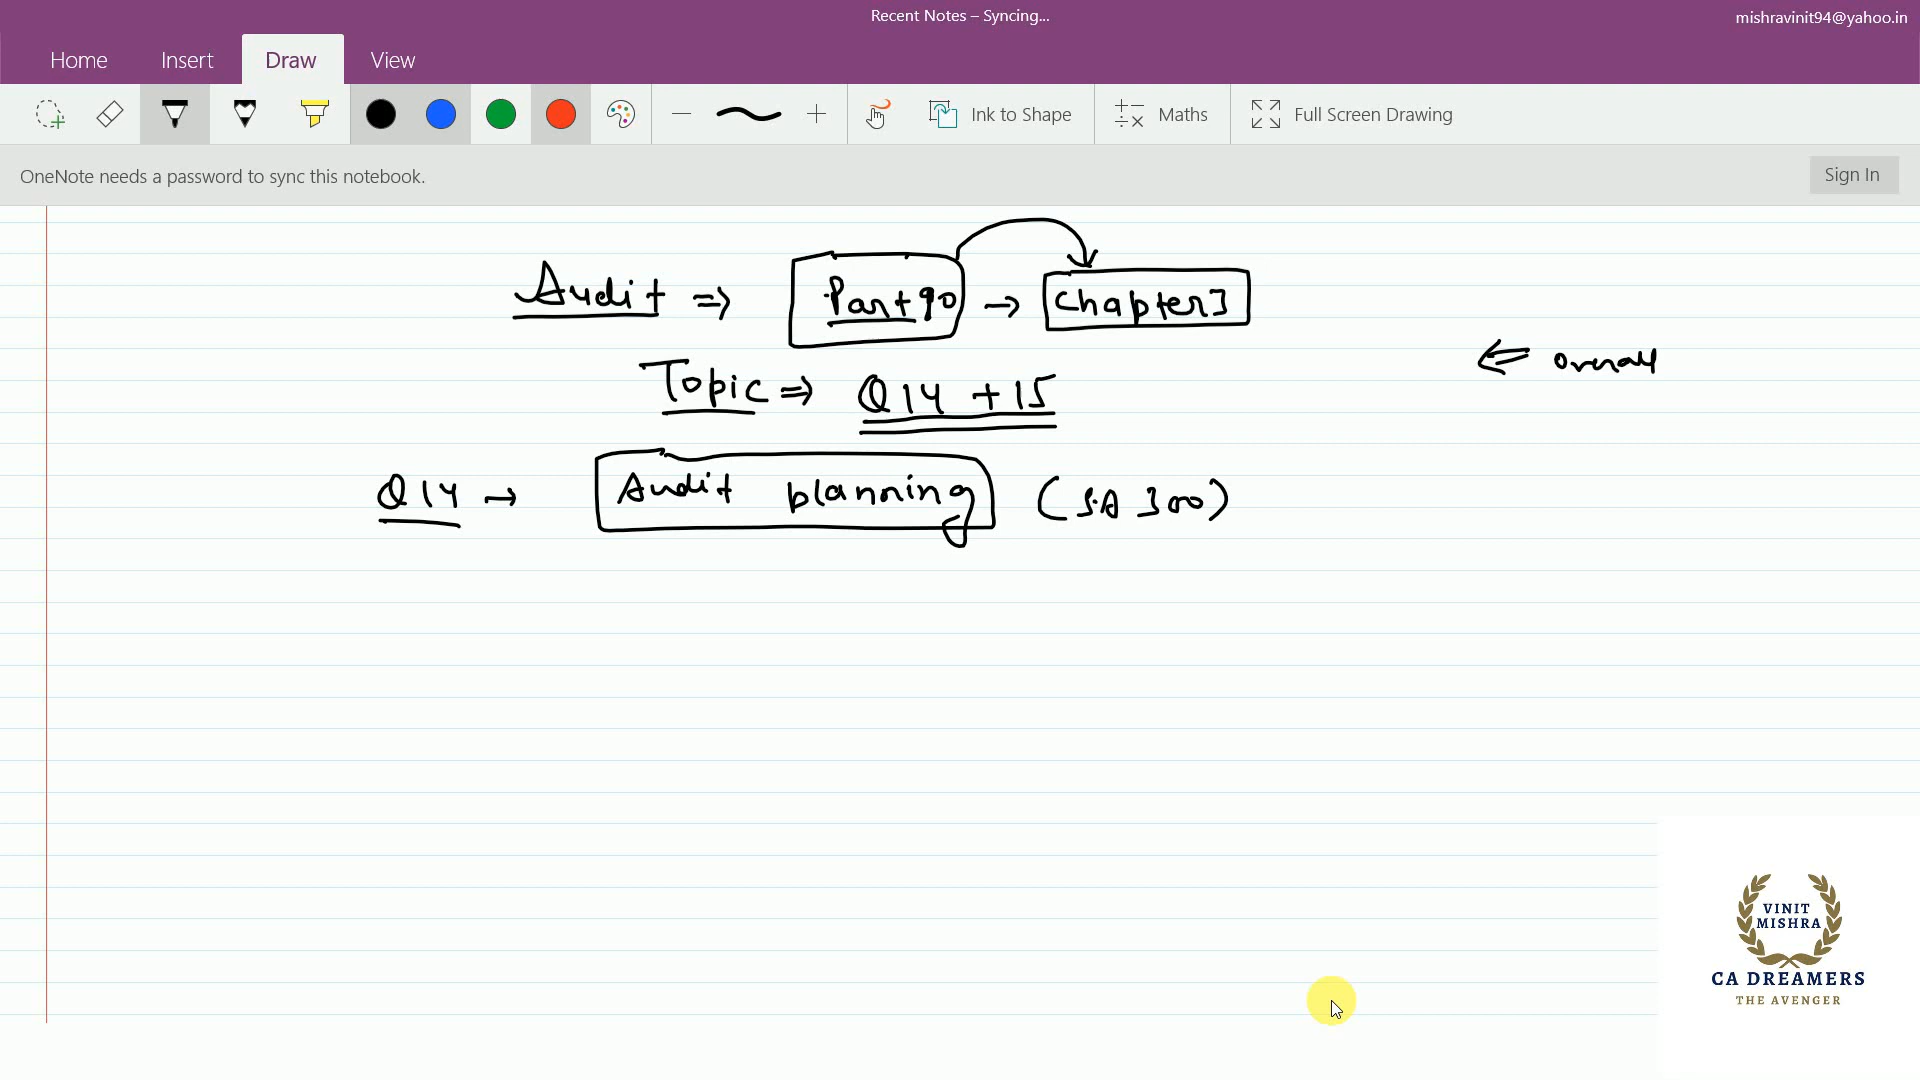 Recent Notes – Syncing...
mishravinit94@yahoo.in
Home Insert Draw View
Ink to Shape Maths Full Screen Drawing
OneNote needs a password to sync this notebook.
Sign In
Audit ⇒ Part 90 → Chapter 3
⇐ overall
Topic ⇒ Q 14 + 15
Q 14 → Audit planning (SA 300)
VINIT
MISHRA
CA DREAMERS
THE AVENGER